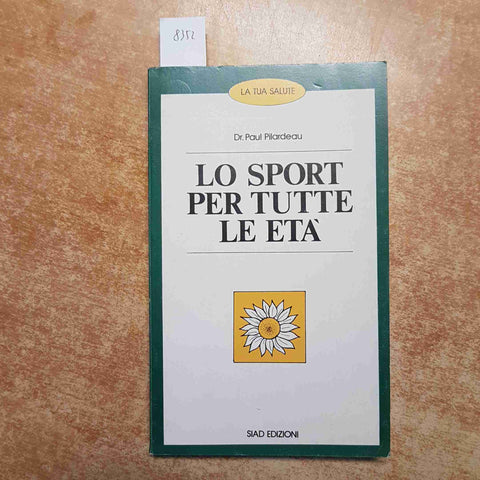 8352
LA TUA SALUTE
Dr. Paul Pilardeau
LO SPORT
PER TUTTE
LE ETÀ
SIAD EDIZIONI